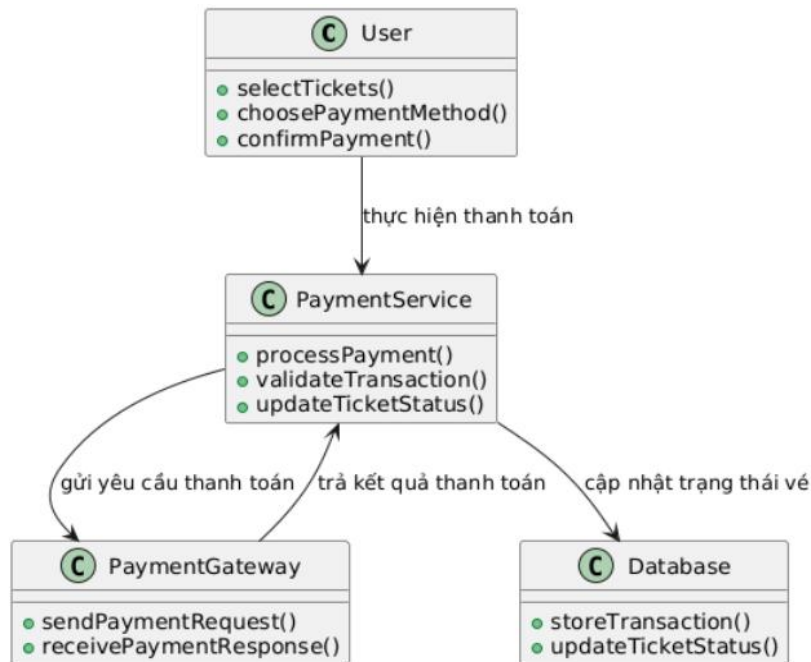 C User
selectTickets()
choosePaymentMethod()
confirmPayment()
thực hiện thanh toán
C PaymentService
processPayment()
validateTransaction()
updateTicketStatus()
gửi yêu cầu thanh toán
trả kết quả thanh toán
cập nhật trạng thái vé
C PaymentGateway
sendPaymentRequest()
receivePaymentResponse()
C Database
storeTransaction()
updateTicketStatus()